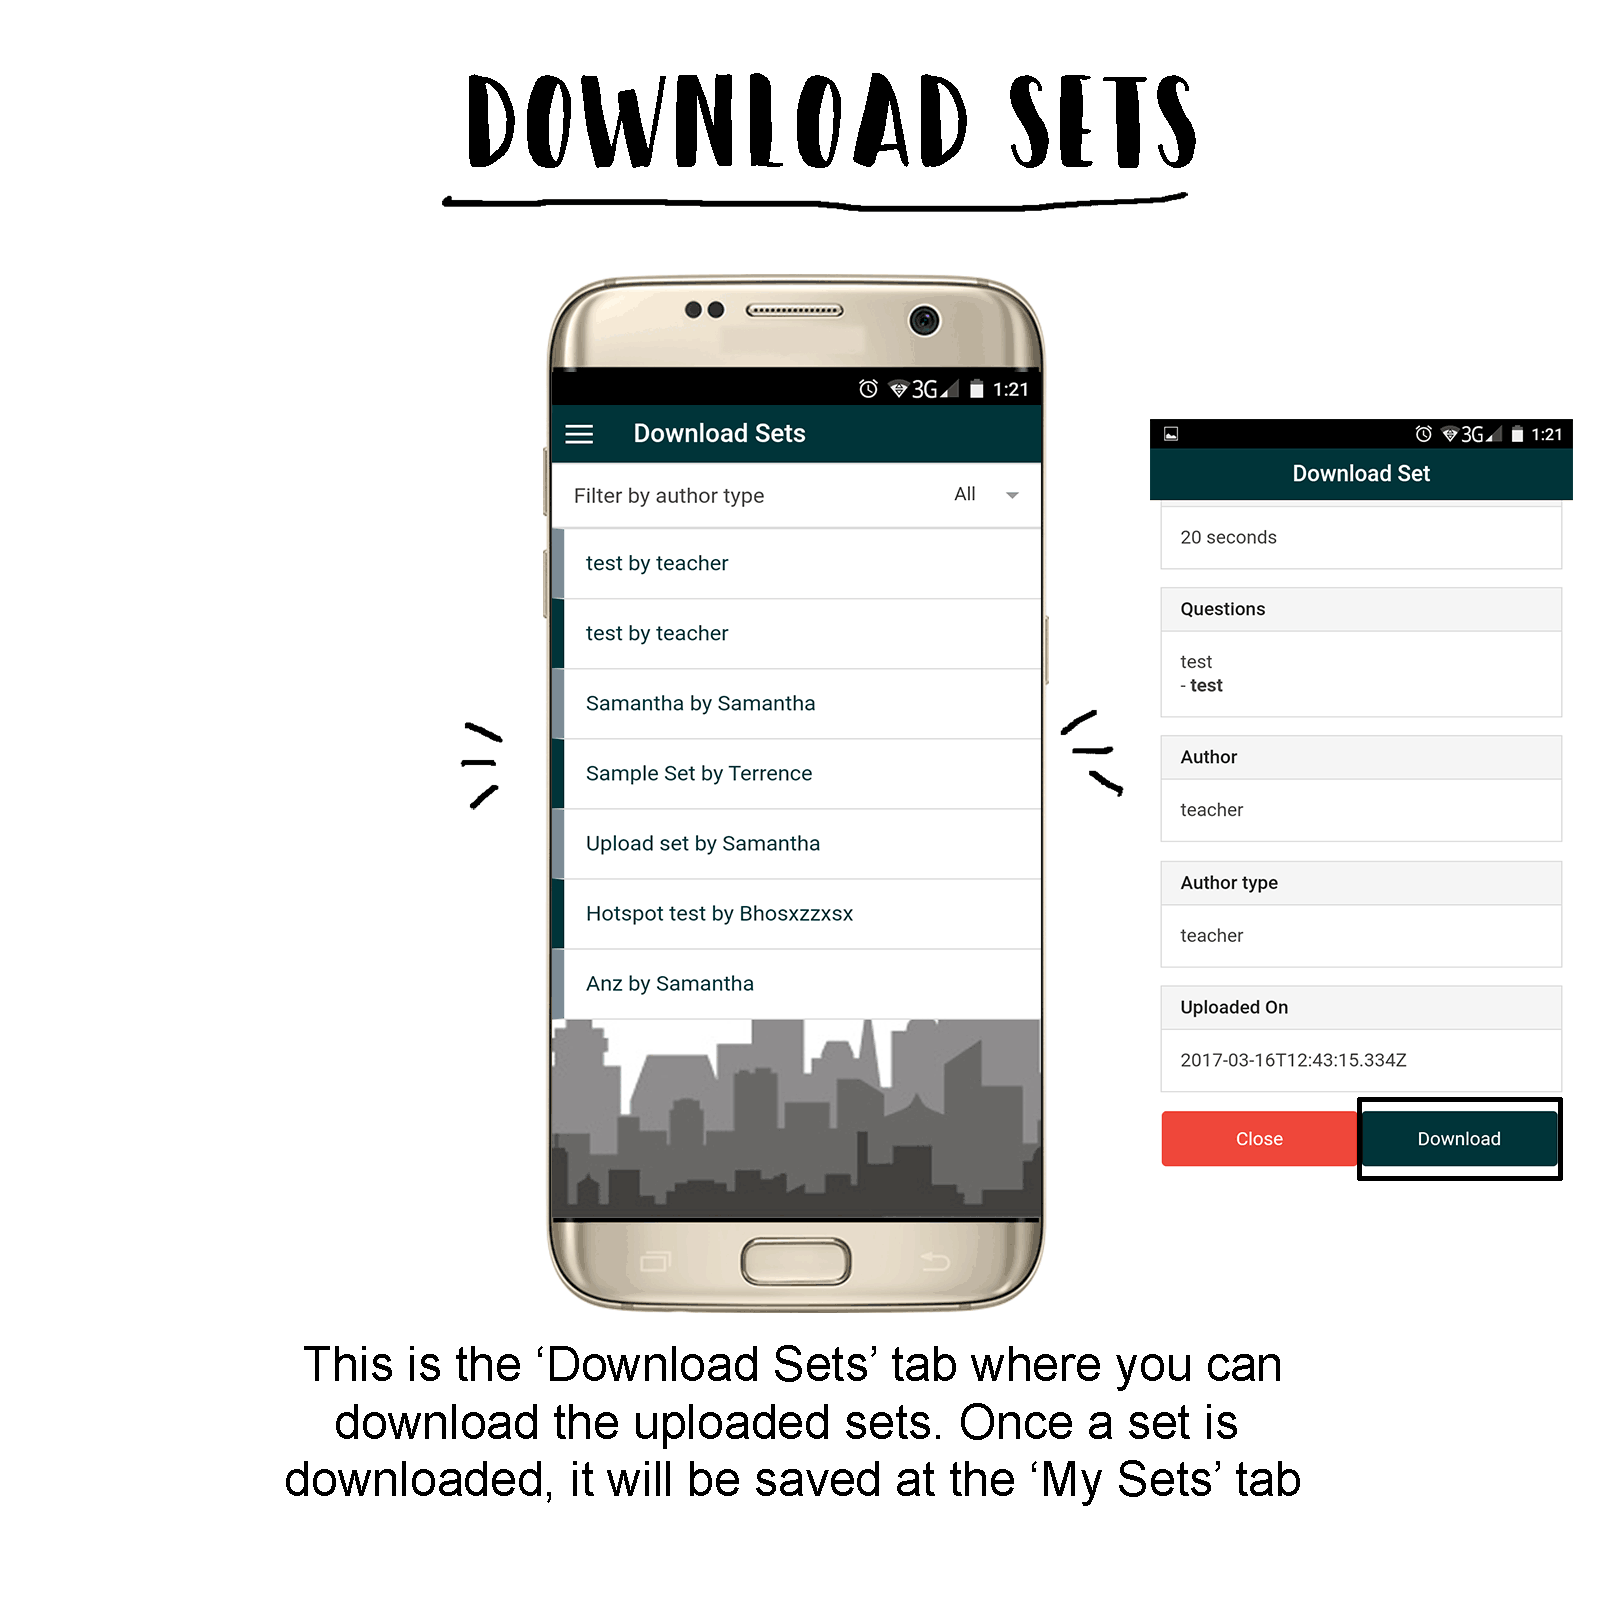 DOWNLOAD SETS
3G 1:21
Download Sets
Filter by author type All
test by teacher
test by teacher
Samantha by Samantha
Sample Set by Terrence
Upload set by Samantha
Hotspot test by Bhosxzzxsx
Anz by Samantha
3G 1:21
Download Set
20 seconds
Questions
test
- test
Author
teacher
Author type
teacher
Uploaded On
2017-03-16T12:43:15.334Z
Close Download
This is the ‘Download Sets’ tab where you can
download the uploaded sets. Once a set is
downloaded, it will be saved at the ‘My Sets’ tab